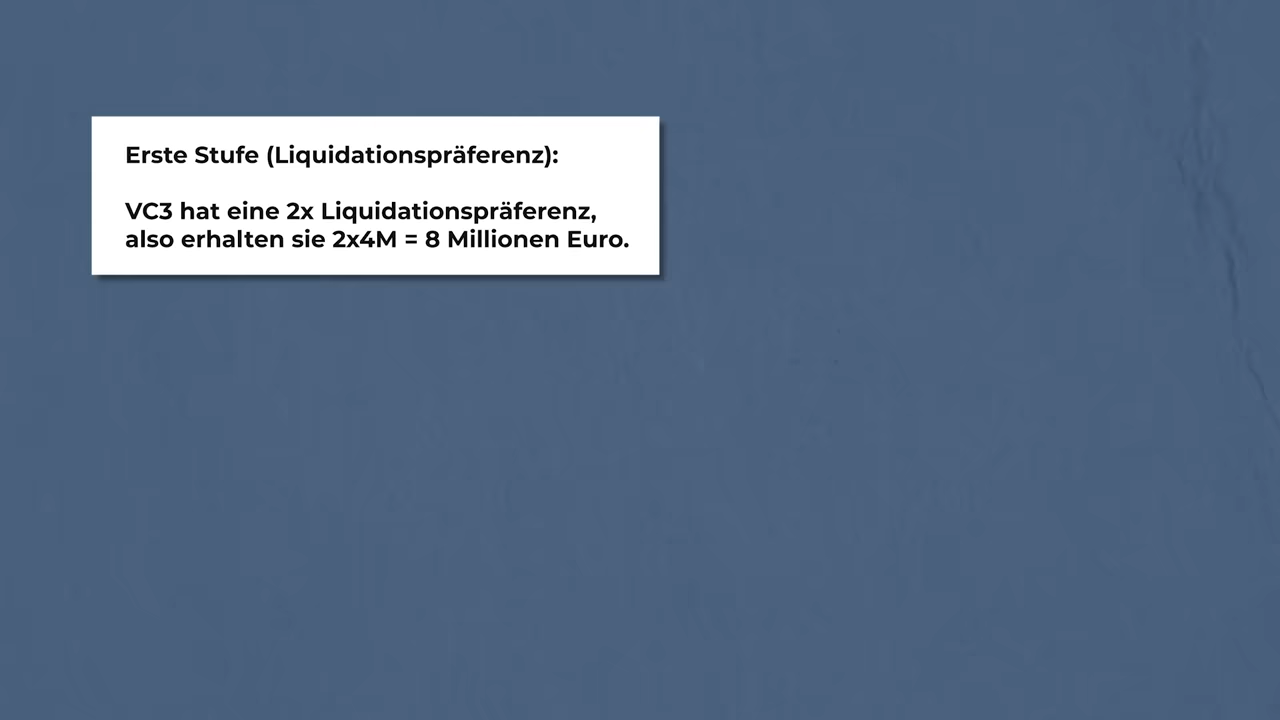 Erste Stufe (Liquidationspräferenz):
VC3 hat eine 2x Liquidationspräferenz,
also erhalten sie 2x4M = 8 Millionen Euro.